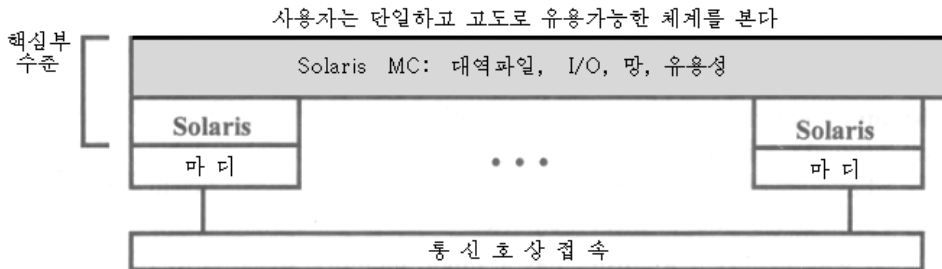 사용자는 단일하고 고도로 유용가능한 체계를 본다
핵심부
수준
Solaris MC: 대역파일, I/O, 망, 유용성
Solaris
마디
...
Solaris
마디
통신호상접속